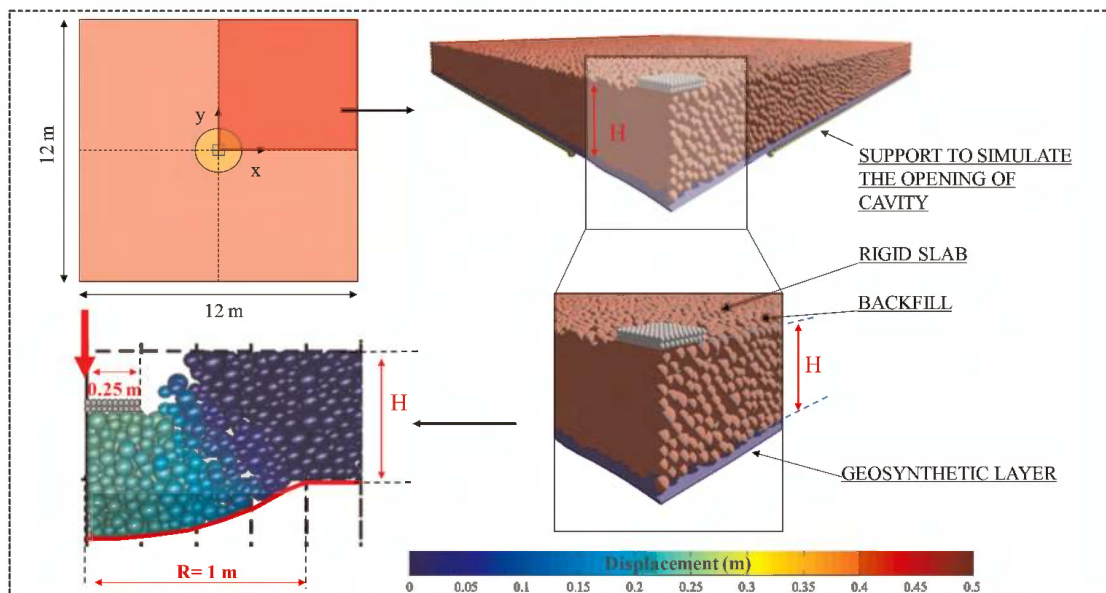 12 m
y
x
12 m
H
SUPPORT TO SIMULATE
THE OPENING OF
CAVITY
RIGID SLAB
BACKFILL
H
GEOSYNTHETIC LAYER
0.25 m
H
R= 1 m
Displacement (m)
0 0.05 0.1 0.15 0.2 0.25 0.3 0.35 0.4 0.45 0.5